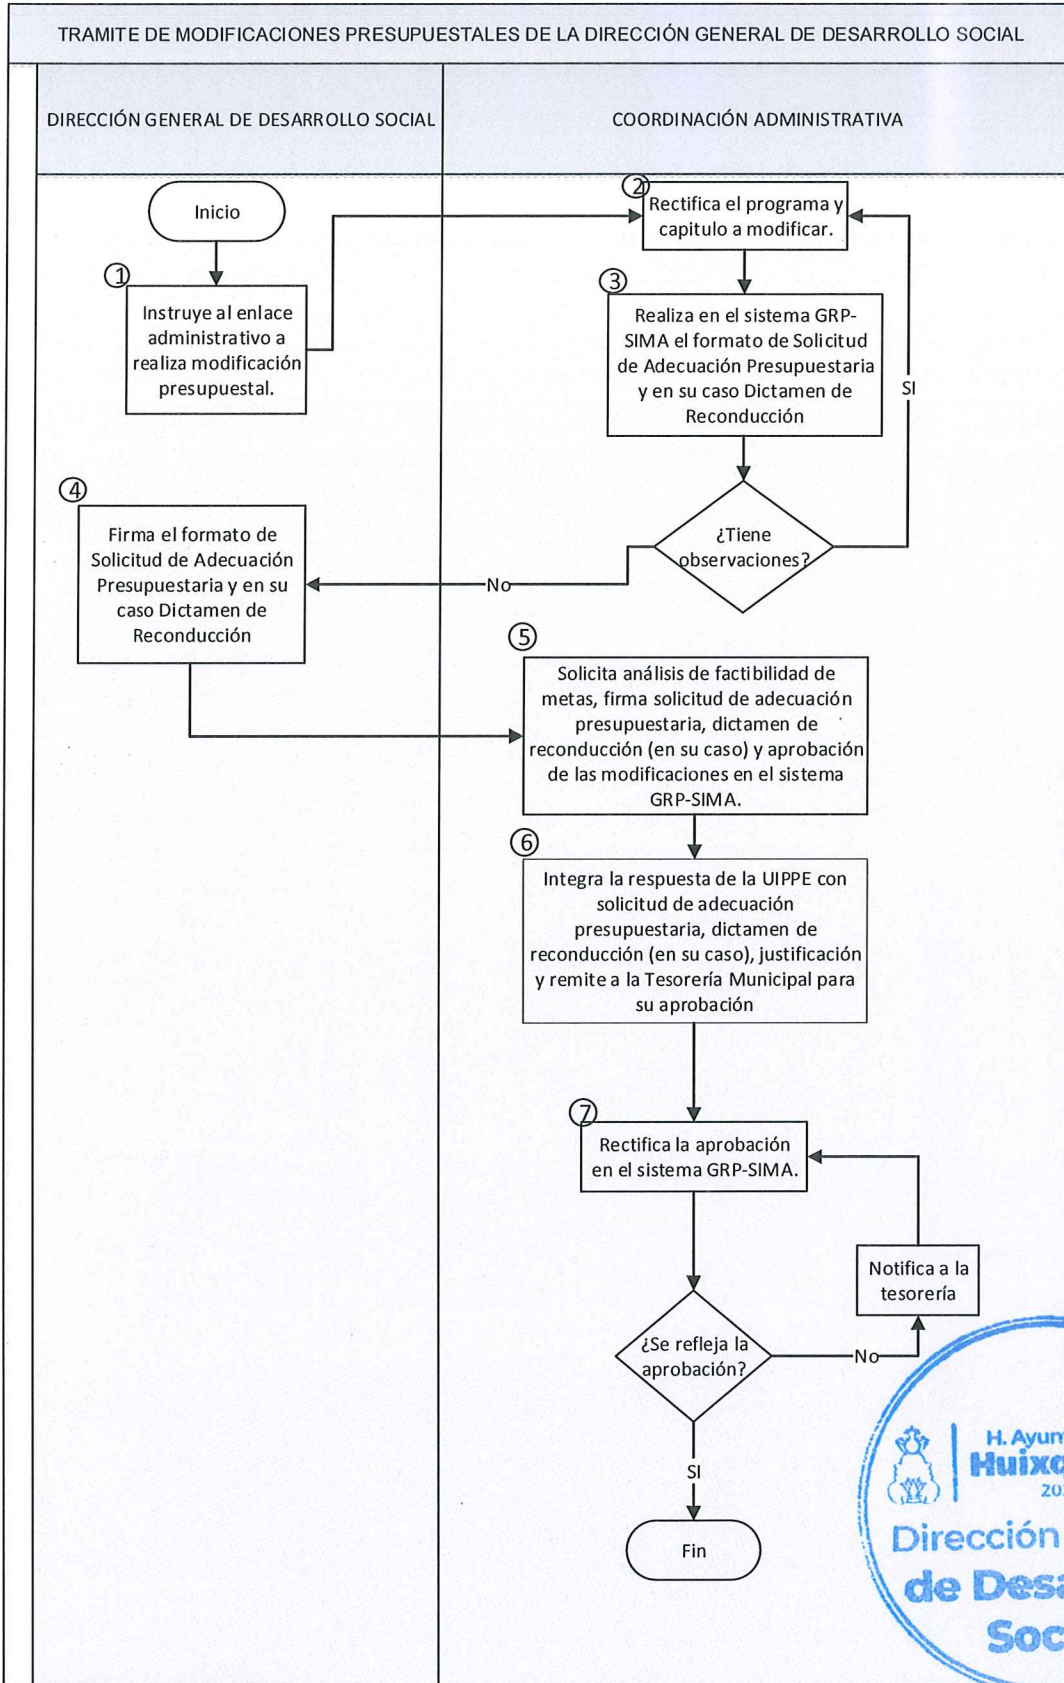 TRAMITE DE MODIFICACIONES PRESUPUESTALES DE LA DIRECCIÓN GENERAL DE DESARROLLO SOCIAL
DIRECCIÓN GENERAL DE DESARROLLO SOCIAL
COORDINACIÓN ADMINISTRATIVA
Inicio
1
Instruye al enlace
administrativo a
realiza modificación
presupuestal.
2
Rectifica el programa y
capitulo a modificar.
3
Realiza en el sistema GRP-
SIMA el formato de Solicitud
de Adecuación Presupuestaria
y en su caso Dictamen de
Reconducción
SI
¿Tiene
observaciones?
No
4
Firma el formato de
Solicitud de Adecuación
Presupuestaria y en su
caso Dictamen de
Reconducción
5
Solicita análisis de factibilidad de
metas, firma solicitud de adecuación
presupuestaria, dictamen de
reconducción (en su caso) y aprobación
de las modificaciones en el sistema
GRP-SIMA.
6
Integra la respuesta de la UIPPE con
solicitud de adecuación
presupuestaria, dictamen de
reconducción (en su caso), justificación
y remite a la Tesorería Municipal para
su aprobación
7
Rectifica la aprobación
en el sistema GRP-SIMA.
Notifica a la
tesorería
¿Se refleja la
aprobación?
No
SI
Fin
H. Ayun
Huixq
20
Dirección
de Desa
Soc